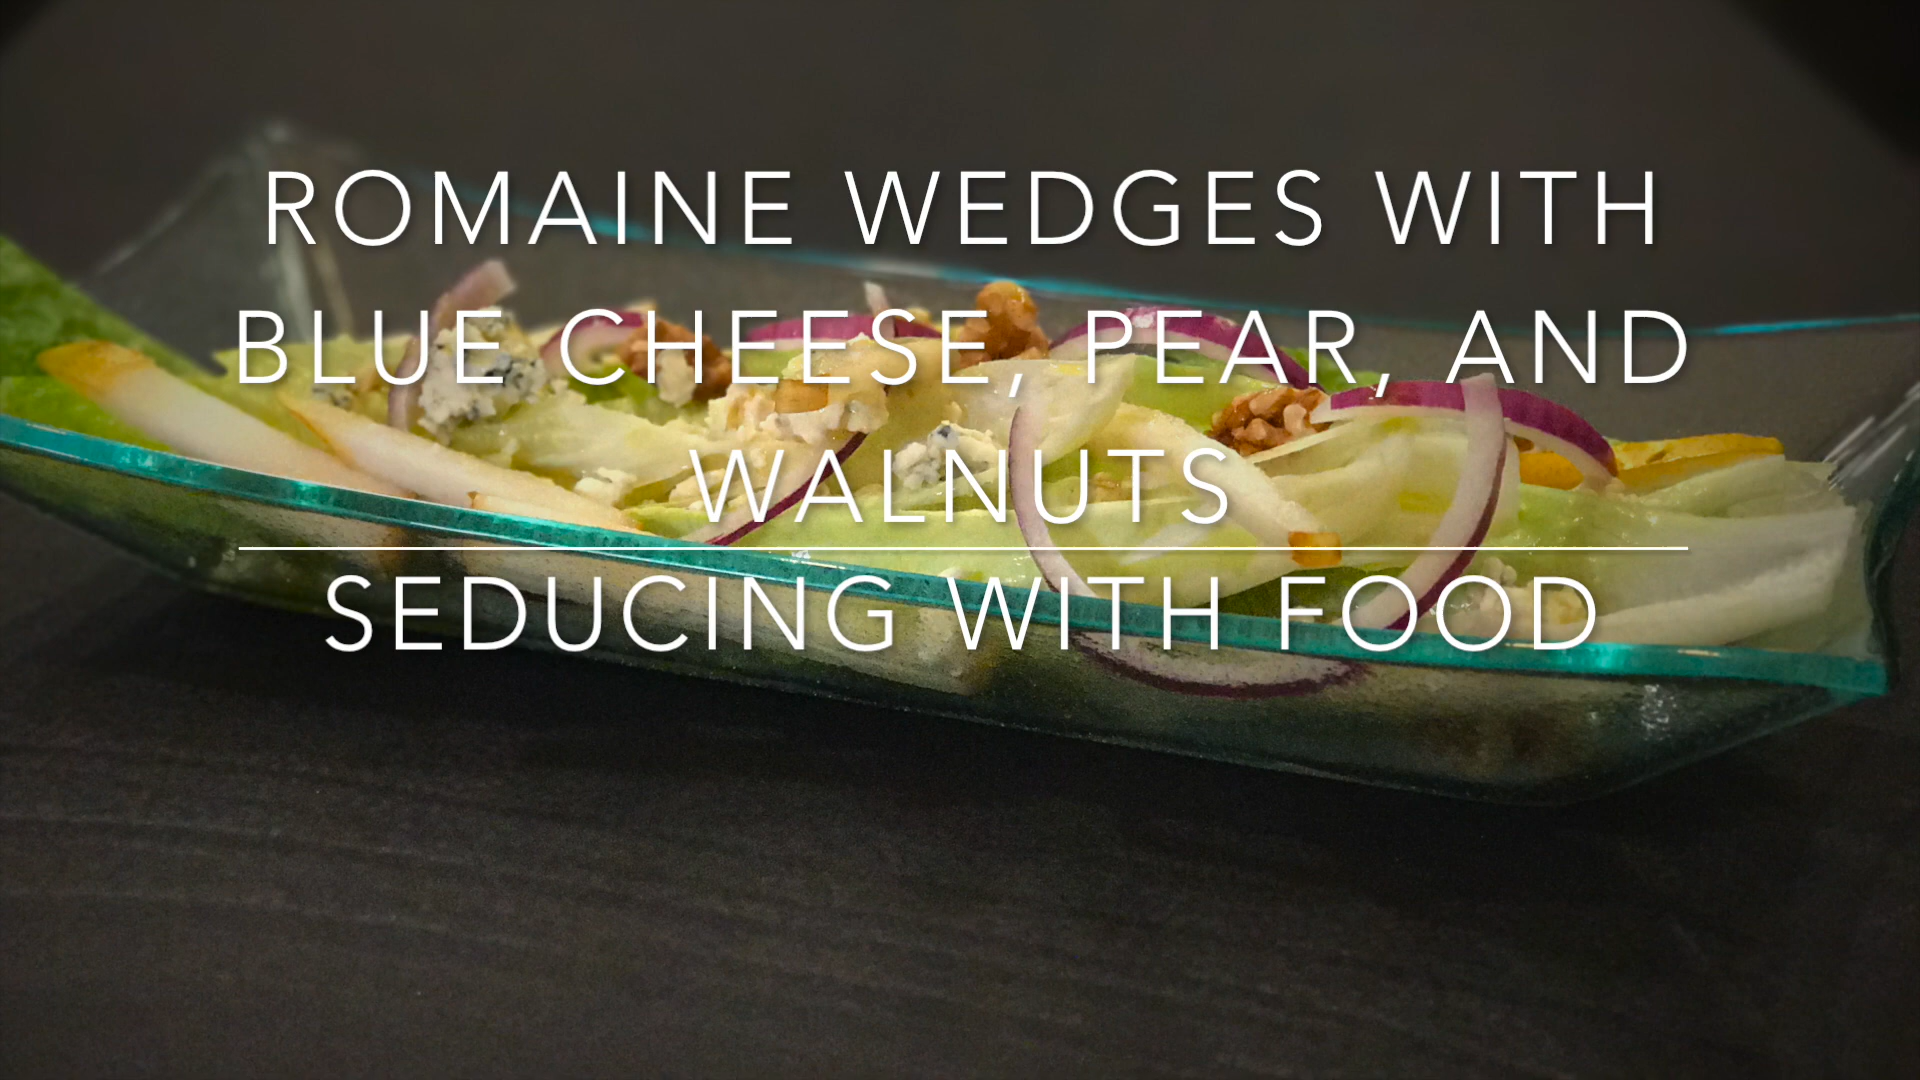 ROMAINE WEDGES WITH
BLUE CHEESE, PEAR, AND
WALNUTS
SEDUCING WITH FOOD